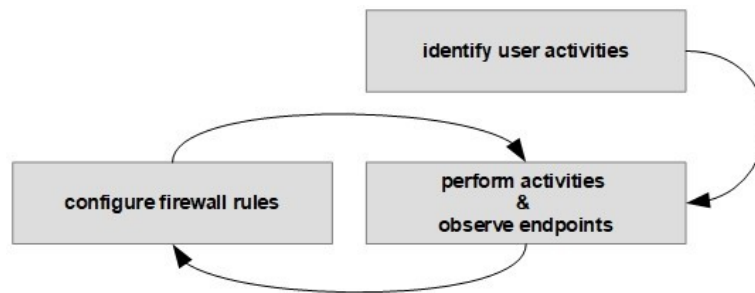 identify user activities
configure firewall rules
perform activities
&
observe endpoints